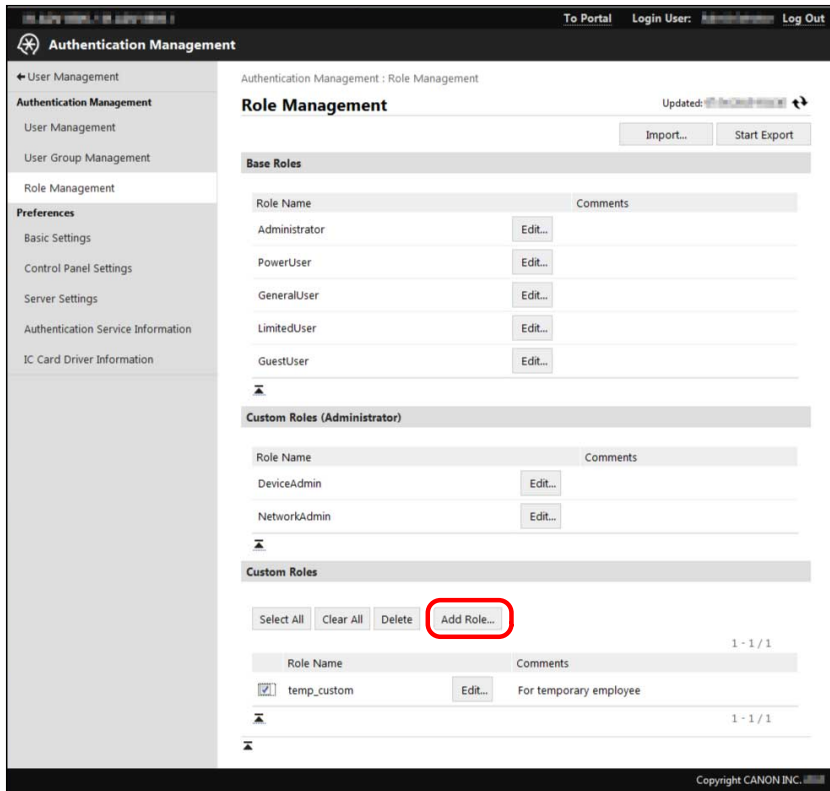 To Portal Login User: Log Out
Authentication Management
User Management
Authentication Management
User Management
User Group Management
Role Management
Preferences
Basic Settings
Control Panel Settings
Server Settings
Authentication Service Information
IC Card Driver Information
Authentication Management : Role Management
Role Management
Updated:
Import... Start Export
Base Roles
Role Name Comments
Administrator Edit...
PowerUser Edit...
GeneralUser Edit...
LimitedUser Edit...
GuestUser Edit...
Custom Roles (Administrator)
Role Name Comments
DeviceAdmin Edit...
NetworkAdmin Edit...
Custom Roles
Select All Clear All Delete Add Role...
1 - 1 / 1
Role Name Comments
temp_custom Edit... For temporary employee
1 - 1 / 1
Copyright CANON INC.